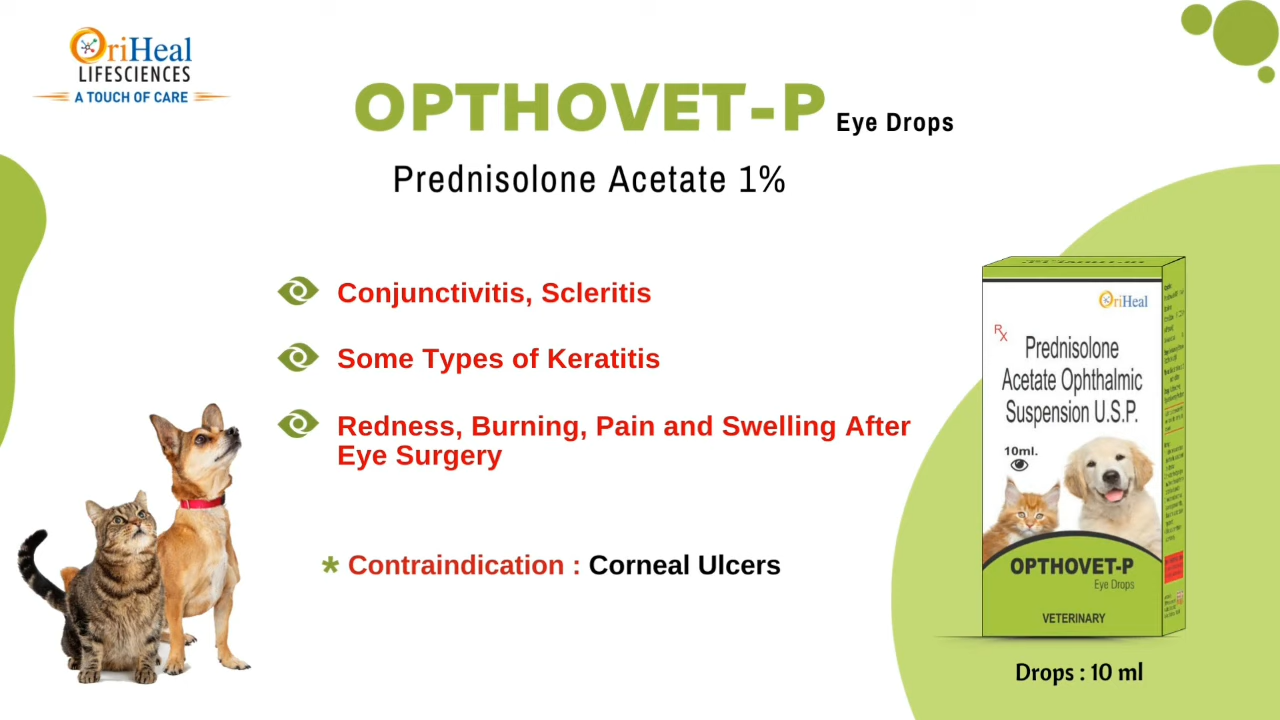 OriHeal
LIFESCIENCES
A TOUCH OF CARE
OPTHOVET-P Eye Drops
Prednisolone Acetate 1%
Conjunctivitis, Scleritis
Some Types of Keratitis
Redness, Burning, Pain and Swelling After
Eye Surgery
* Contraindication : Corneal Ulcers
OriHeal
Rx
Prednisolone
Acetate Ophthalmic
Suspension U.S.P.
10ml.
OPTHOVET-P
Eye Drops
VETERINARY
Drops : 10 ml